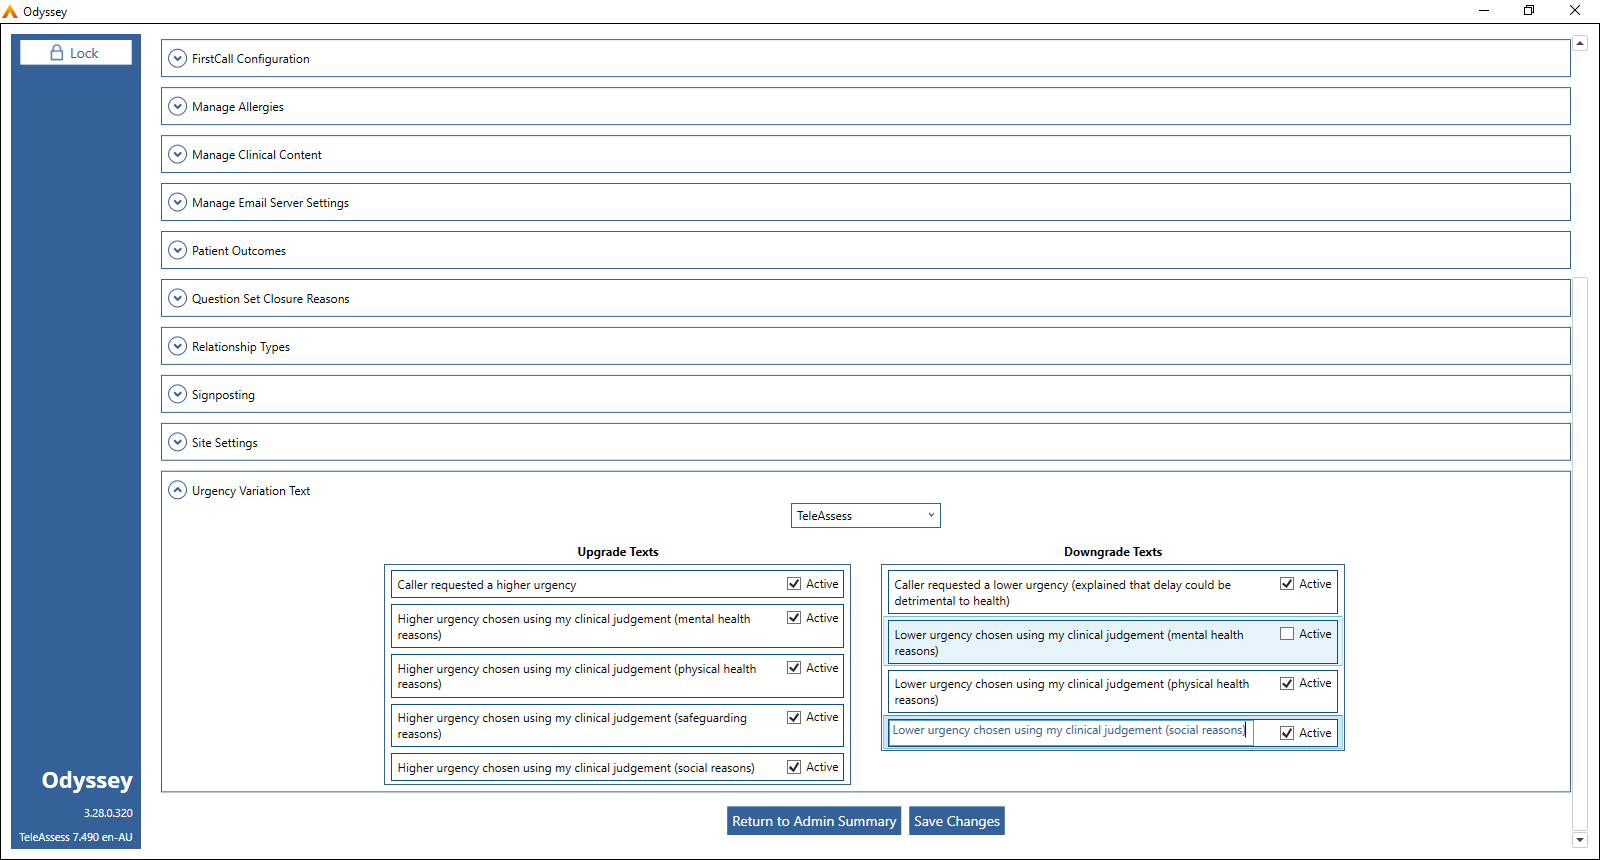 Odyssey
Lock
FirstCall Configuration
Manage Allergies
Manage Clinical Content
Manage Email Server Settings
Patient Outcomes
Question Set Closure Reasons
Relationship Types
Signposting
Site Settings
Urgency Variation Text
TeleAssess
Upgrade Texts
Caller requested a higher urgency
Active
Higher urgency chosen using my clinical judgement (mental health
reasons)
Active
Higher urgency chosen using my clinical judgement (physical health
reasons)
Active
Higher urgency chosen using my clinical judgement (safeguarding
reasons)
Active
Higher urgency chosen using my clinical judgement (social reasons)
Active
Downgrade Texts
Caller requested a lower urgency (explained that delay could be
detrimental to health)
Active
Lower urgency chosen using my clinical judgement (mental health
reasons)
Active
Lower urgency chosen using my clinical judgement (physical health
reasons)
Active
Lower urgency chosen using my clinical judgement (social reasons)
Active
Return to Admin Summary
Save Changes
Odyssey
3.28.0.320
TeleAssess 7.490 en-AU